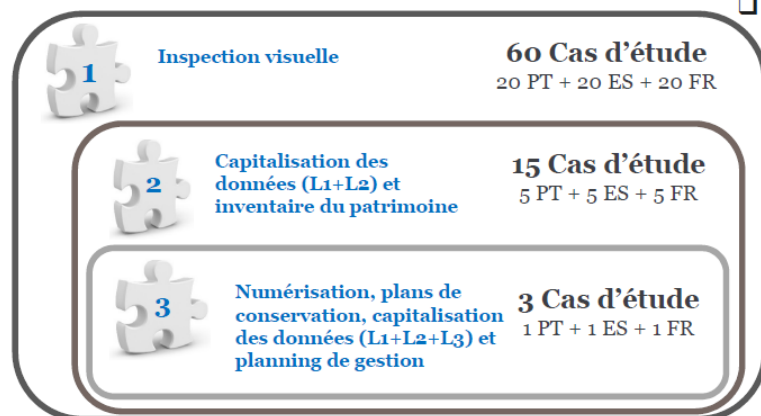 1
Inspection visuelle
60 Cas d’étude
20 PT + 20 ES + 20 FR
2
Capitalisation des
données (L1+L2) et
inventaire du patrimoine
15 Cas d’étude
5 PT + 5 ES + 5 FR
3
Numérisation, plans de
conservation, capitalisation
des données (L1+L2+L3) et
planning de gestion
3 Cas d’étude
1 PT + 1 ES + 1 FR